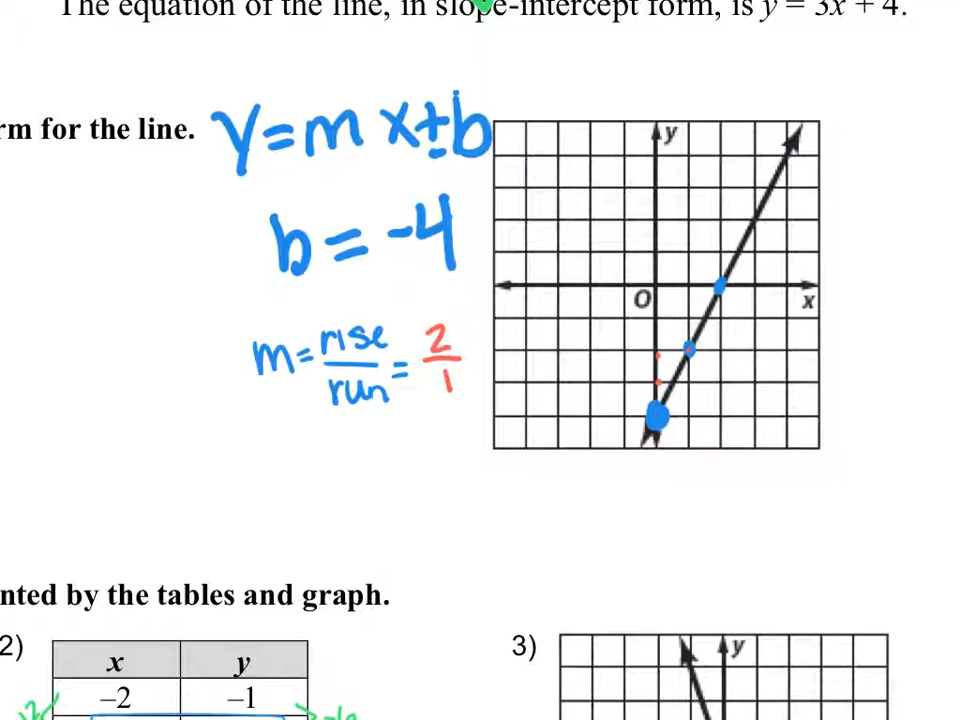 The equation of the line, in slope-intercept form, is y = 3x + 4.
rm for the line.
y = m x ± b
b = -4
m = rise/run = 2/1
y
O
x
nted by the tables and graph.
2)
x y
–2 –1
3)
y